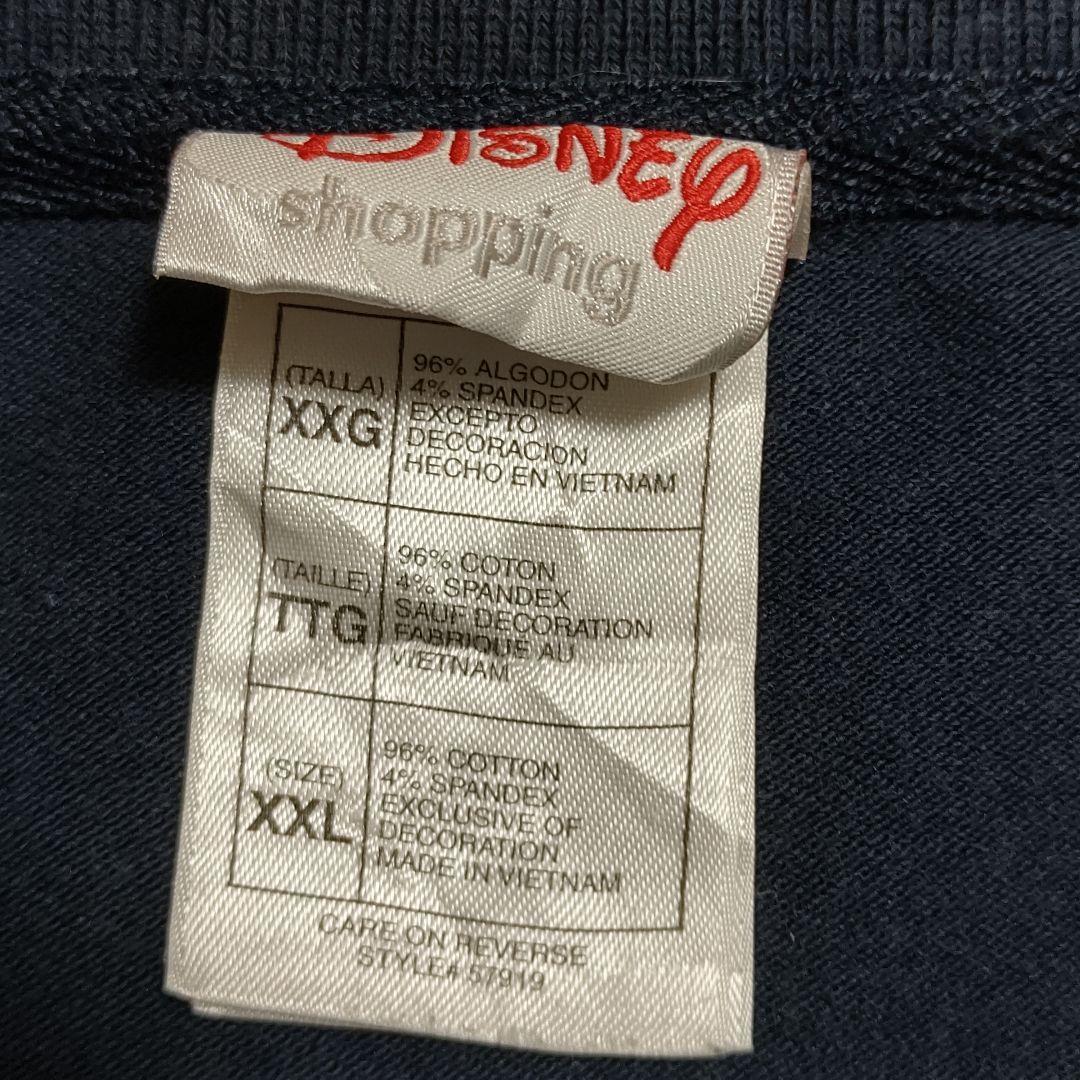 DISNEY
shopping
(TALLA)
XXG
96% ALGODON
4% SPANDEX
EXCEPTO
DECORACION
HECHO EN VIETNAM
(TAILLE)
TTG
96% COTON
4% SPANDEX
SAUF DECORATION
FABRIQUE AU
VIETNAM
(SIZE)
XXL
96% COTTON
4% SPANDEX
EXCLUSIVE OF
DECORATION
MADE IN VIETNAM
CARE ON REVERSE
STYLE# 57919